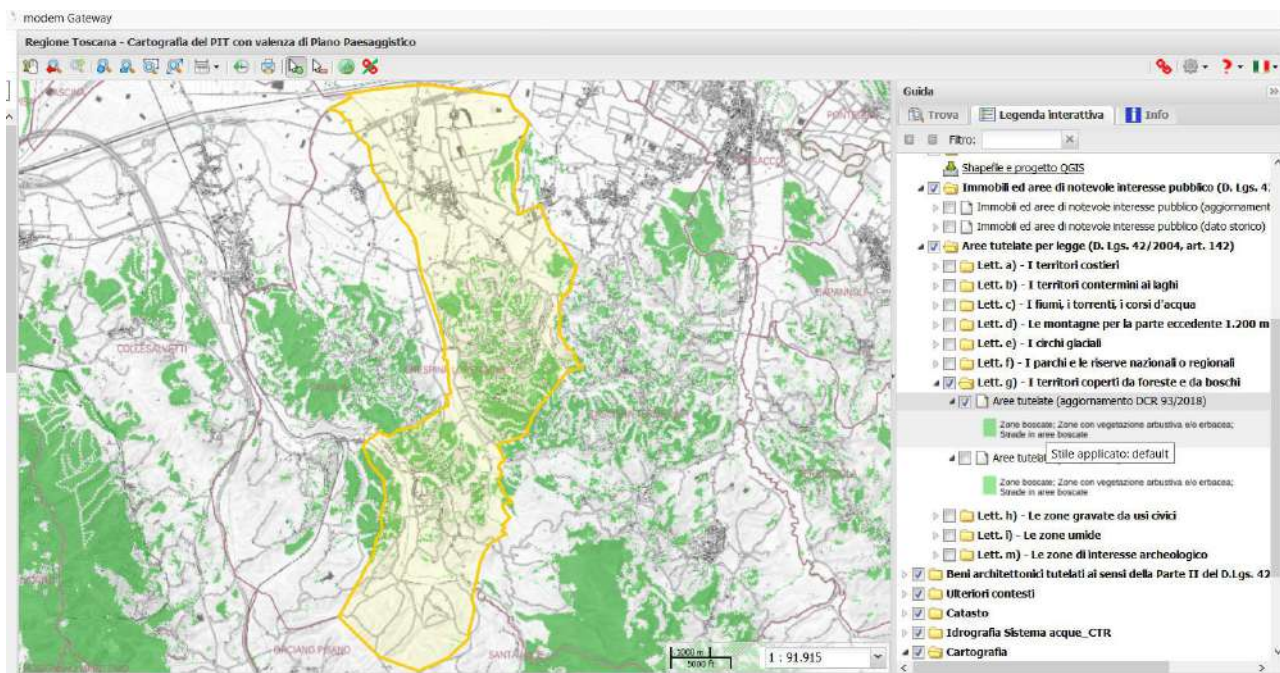 modem Gateway
Regione Toscana - Cartografia del PIT con valenza di Piano Paesaggistico
Guida
Trova
Legenda interattiva
Info
Filtro:
Shapefile e progetto QGIS
Immobili ed aree di notevole interesse pubblico (D. Lgs. 4
Immobili ed aree di notevole interesse pubblico (aggiornament
Immobili ed aree di notevole interesse pubblico (dato storico)
Aree tutelate per legge (D. Lgs. 42/2004, art. 142)
Lett. a) - I territori costieri
Lett. b) - I territori contermini ai laghi
Lett. c) - I fiumi, i torrenti, i corsi d'acqua
Lett. d) - Le montagne per la parte eccedente 1.200 m
Lett. e) - I circhi glaciali
Lett. f) - I parchi e le riserve nazionali o regionali
Lett. g) - I territori coperti da foreste e da boschi
Aree tutelate (aggiornamento DCR 93/2018)
Zone boscate; Zone con vegetazione arbustiva e/o erbacea;
Strade in aree boscate
Stile applicato: default
Aree tutelat
Zone boscate; Zone con vegetazione arbustiva e/o erbacea;
Strade in aree boscate
Lett. h) - Le zone gravate da usi civici
Lett. i) - Le zone umide
Lett. m) - Le zone di interesse archeologico
Beni architettonici tutelati ai sensi della Parte II del D.Lgs. 42
Ulteriori contesti
Catasto
Idrografia Sistema acque_CTR
Cartografia
COLLESALVETTI
ORCIANO PISANO
1000 m
5000 ft
1 : 91.915